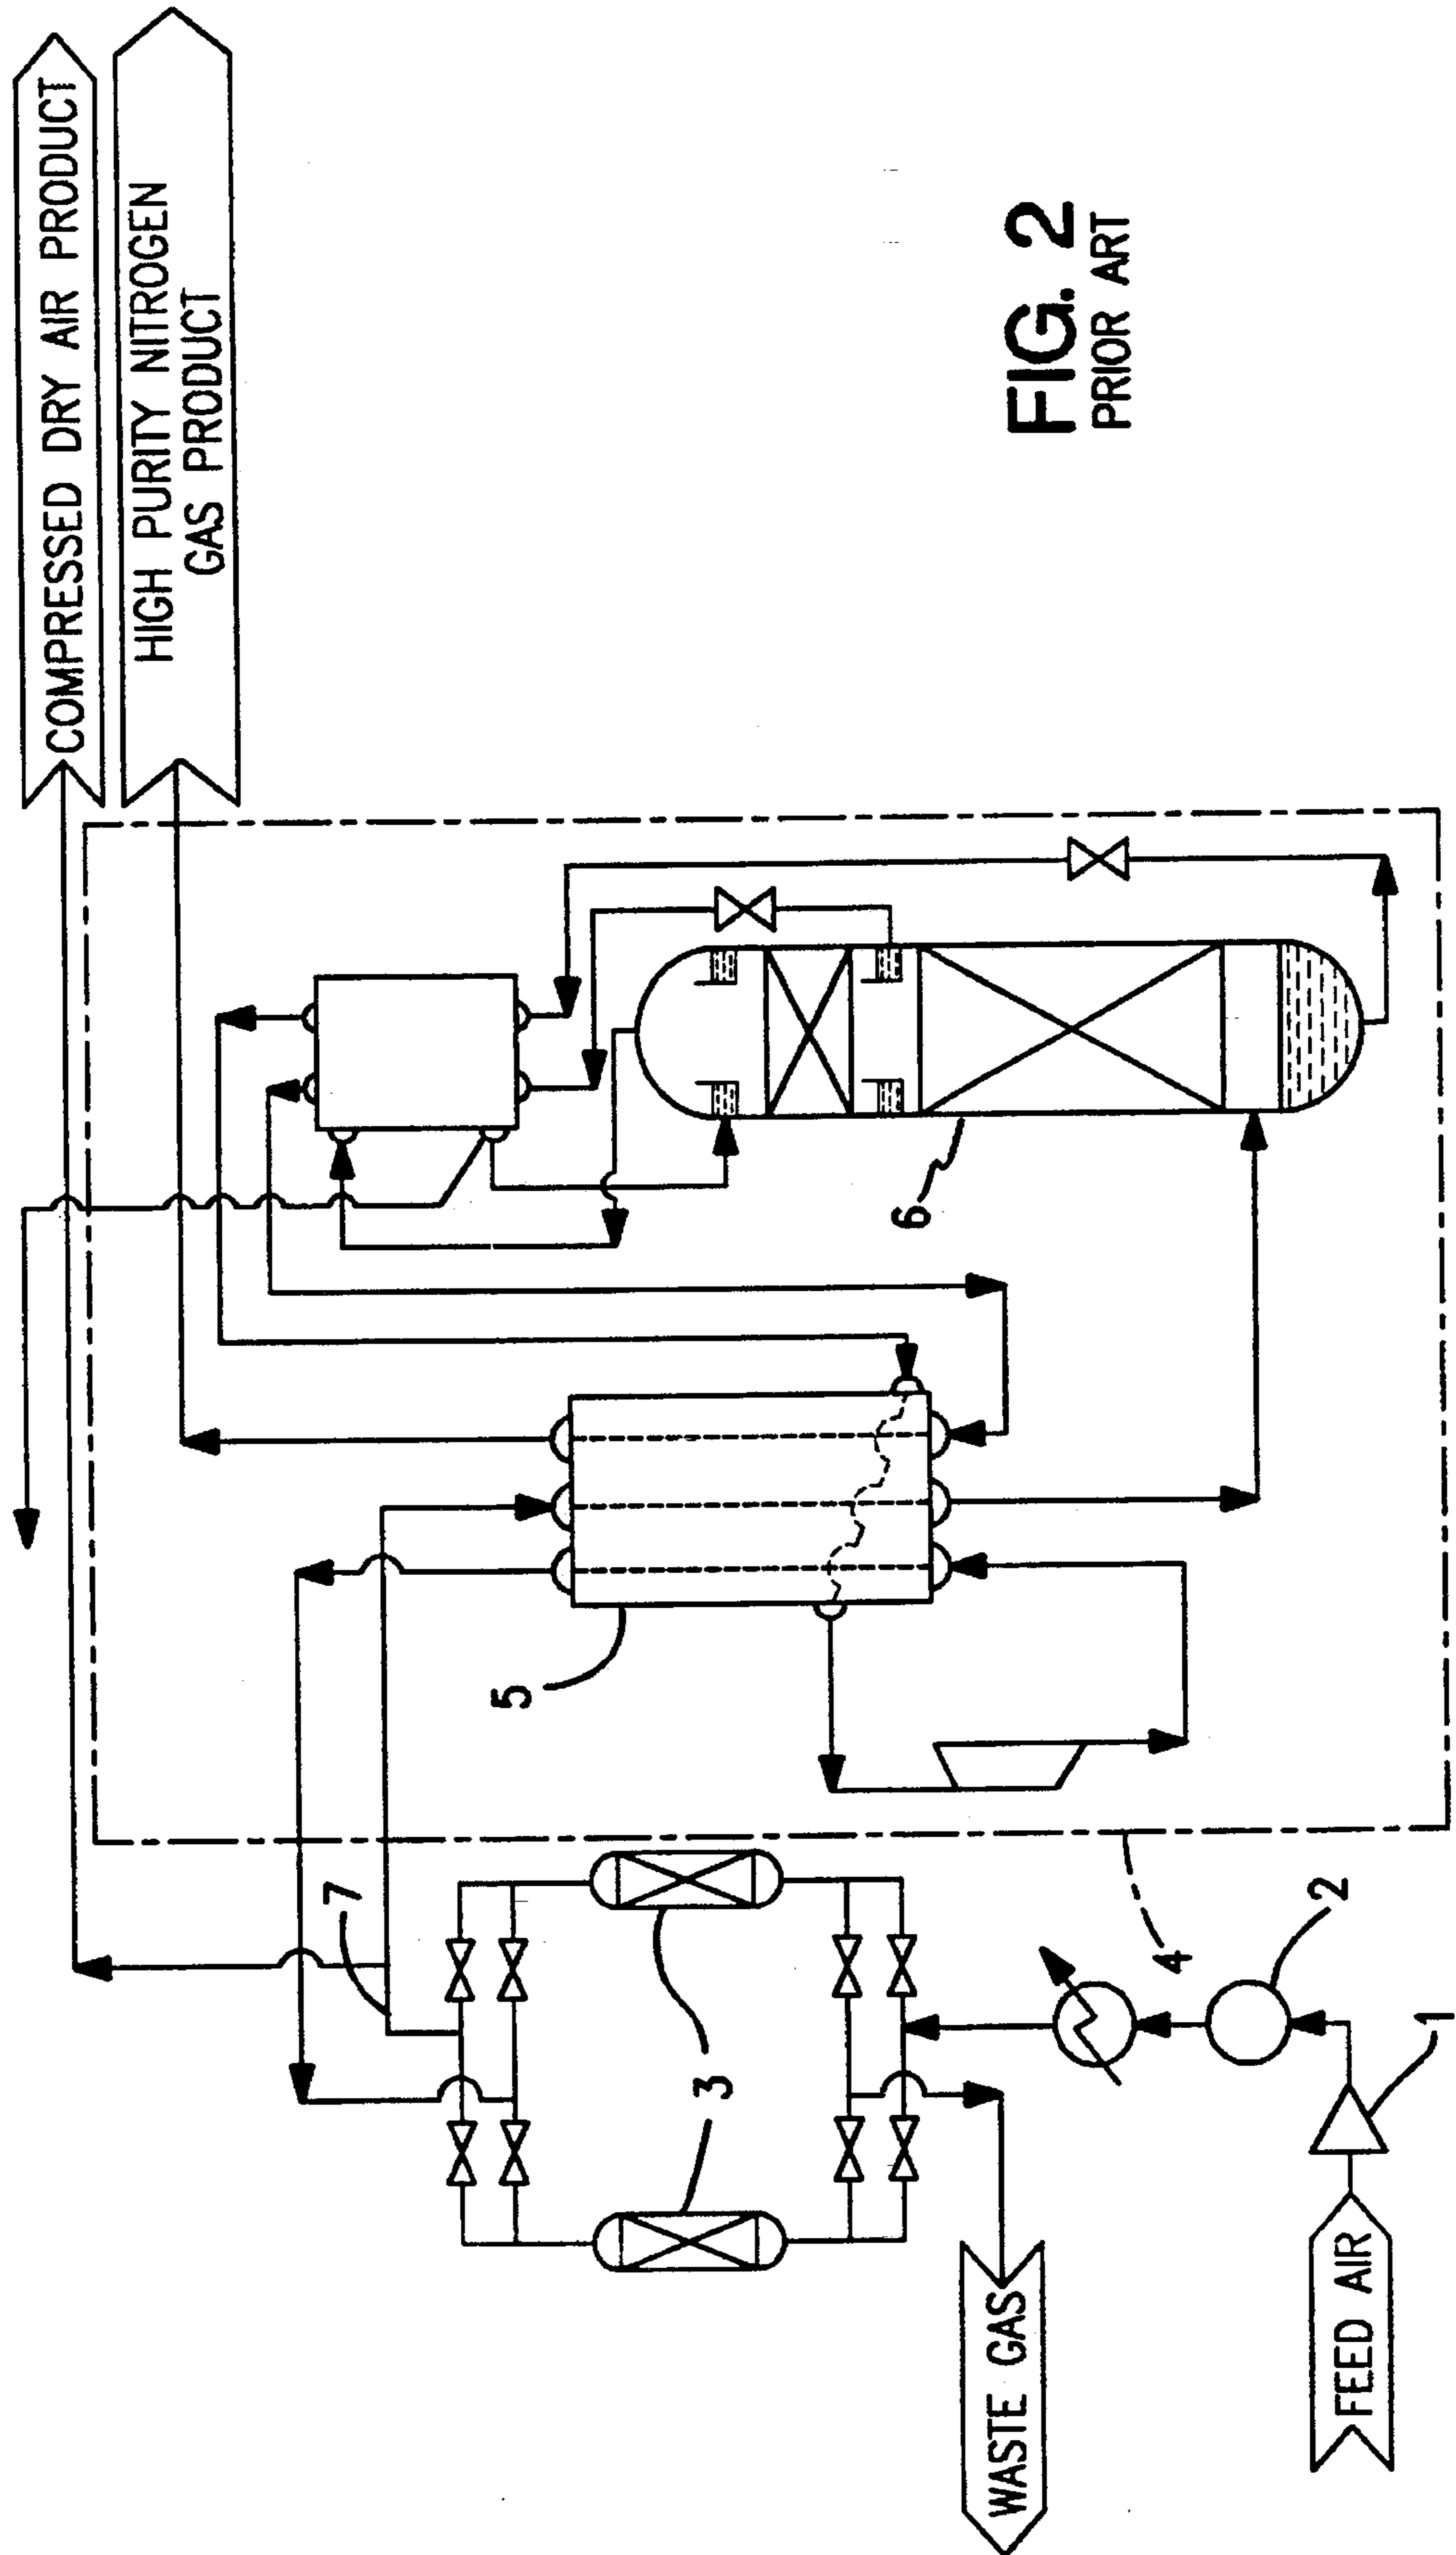 COMPRESSED DRY AIR PRODUCT
HIGH PURITY NITROGEN
GAS PRODUCT
7
5
6
3
4
2
1
WASTE GAS
FEED AIR
FIG. 2
PRIOR ART